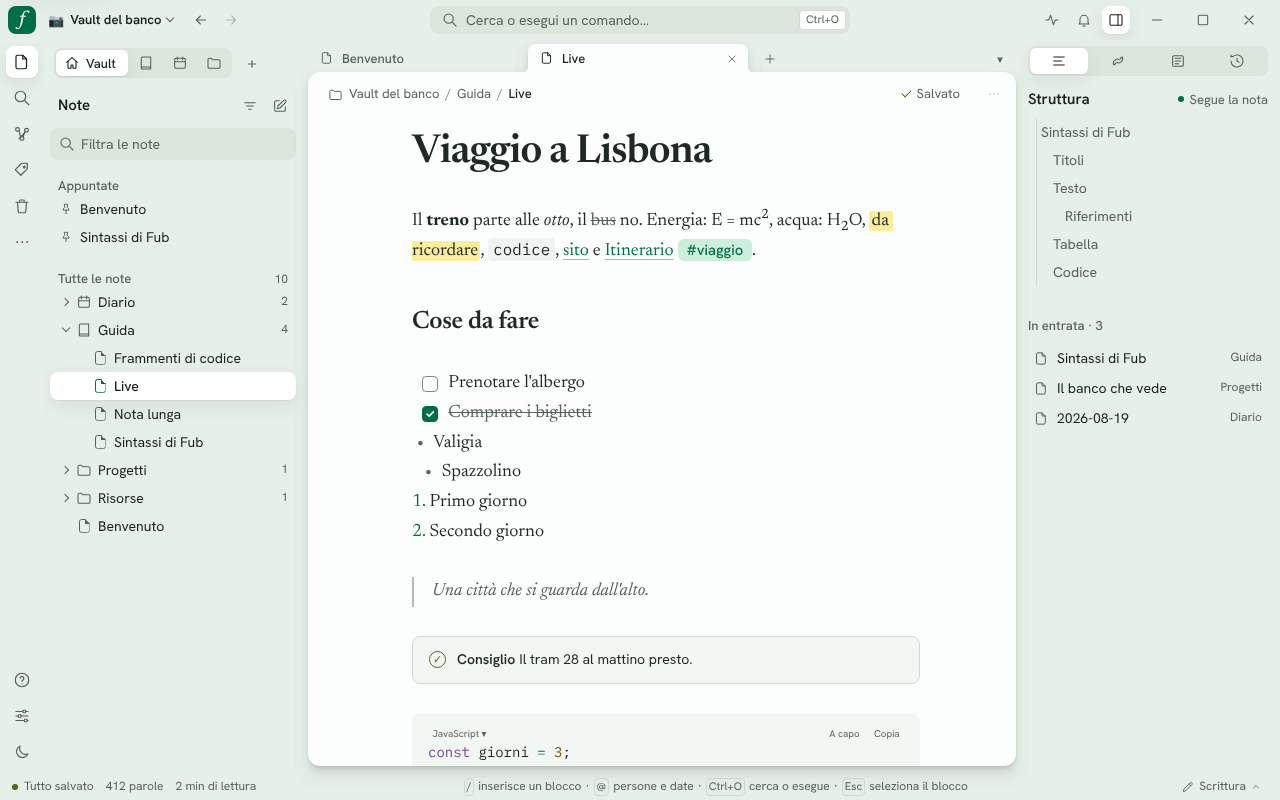 f
Vault del banco
Cerca o esegui un comando...
Ctrl+O
Vault
Note
Filtra le note
Appuntate
Benvenuto
Sintassi di Fub
Tutte le note 10
Diario 2
Guida 4
Frammenti di codice
Live
Nota lunga
Sintassi di Fub
Progetti 1
Risorse 1
Benvenuto
Benvenuto
Live
Vault del banco / Guida / Live
Salvato
Viaggio a Lisbona
Il treno parte alle otto, il bus no. Energia: E = mc2, acqua: H2O, da
ricordare, codice, sito e Itinerario #viaggio.
Cose da fare
Prenotare l'albergo
Comprare i biglietti
• Valigia
• Spazzolino
1. Primo giorno
2. Secondo giorno
Una città che si guarda dall'alto.
Consiglio Il tram 28 al mattino presto.
JavaScript ▾
A capo
Copia
const giorni = 3;
Struttura
Segue la nota
Sintassi di Fub
Titoli
Testo
Riferimenti
Tabella
Codice
In entrata · 3
Sintassi di Fub Guida
Il banco che vede Progetti
2026-08-19 Diario
Tutto salvato 412 parole 2 min di lettura
/ inserisce un blocco · @ persone e date · Ctrl+O cerca o esegue · Esc seleziona il blocco
Scrittura